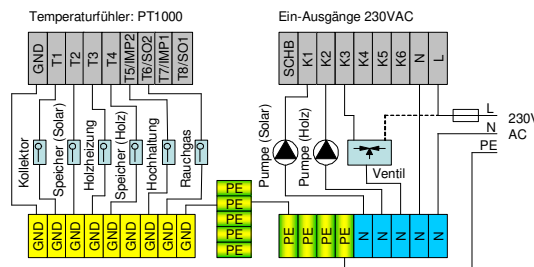 Temperaturfühler: PT1000
Ein-Ausgänge 230VAC
GND
T1
T2
T3
T4
T5/IMP2
T6/SO2
T7/IMP1
T8/SO1
SCHB
K1
K2
K3
K4
K5
K6
N
L
Kollektor
Speicher (Solar)
Holzheizung
Speicher (Holz)
Hochhaltung
Rauchgas
Pumpe (Solar)
Pumpe (Holz)
Ventil
L
N
PE
230V
AC
GND
GND
GND
GND
GND
GND
GND
GND
PE
PE
PE
PE
PE
PE
PE
PE
PE
N
N
N
N
N